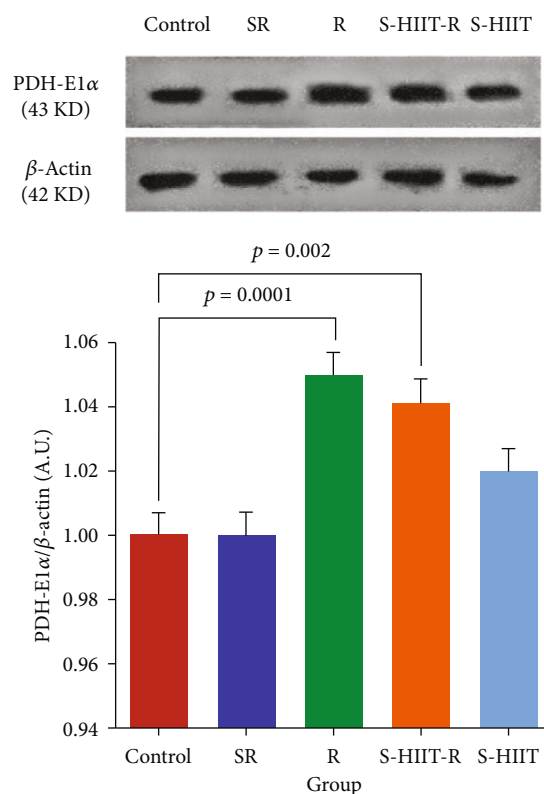 Control SR R S-HIIT-R S-HIIT
PDH-E1α
(43 KD)
β-Actin
(42 KD)
p = 0.002
p = 0.0001
1.06
1.04
1.02
1.00
0.98
0.96
0.94
PDH-E1α/β-actin (A.U.)
Control SR R S-HIIT-R S-HIIT
Group